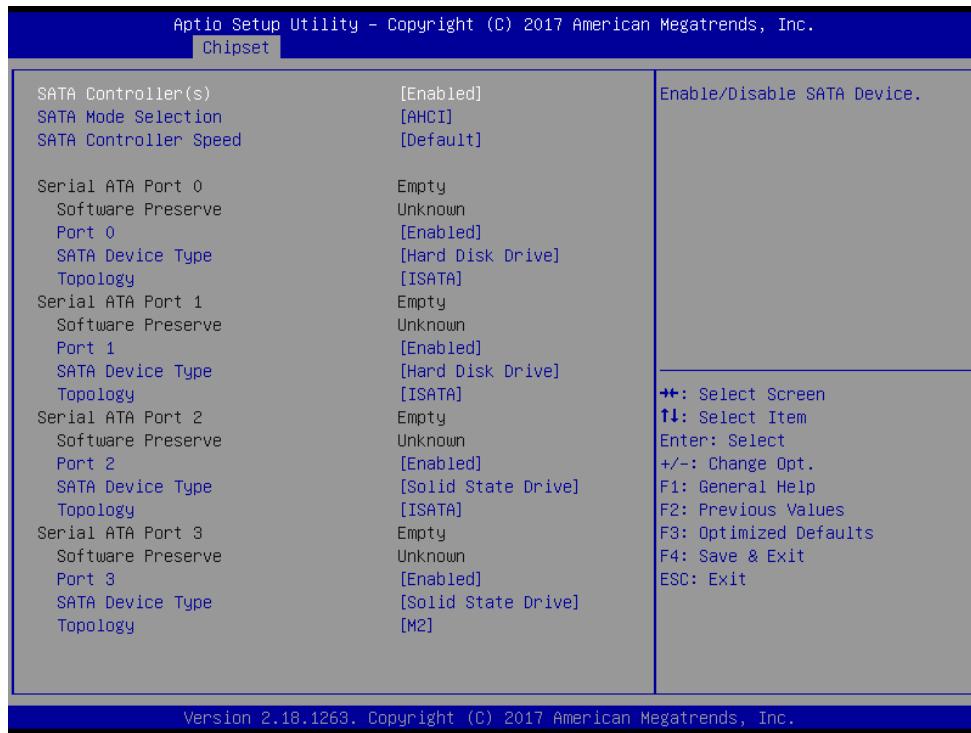 Aptio Setup Utility – Copyright (C) 2017 American Megatrends, Inc.
Chipset
SATA Controller(s) [Enabled]
SATA Mode Selection [AHCI]
SATA Controller Speed [Default]
Serial ATA Port 0 Empty
Software Preserve Unknown
Port 0 [Enabled]
SATA Device Type [Hard Disk Drive]
Topology [ISATA]
Serial ATA Port 1 Empty
Software Preserve Unknown
Port 1 [Enabled]
SATA Device Type [Hard Disk Drive]
Topology [ISATA]
Serial ATA Port 2 Empty
Software Preserve Unknown
Port 2 [Enabled]
SATA Device Type [Solid State Drive]
Topology [ISATA]
Serial ATA Port 3 Empty
Software Preserve Unknown
Port 3 [Enabled]
SATA Device Type [Solid State Drive]
Topology [M2]
Enable/Disable SATA Device.
→←: Select Screen
↑↓: Select Item
Enter: Select
+/-: Change Opt.
F1: General Help
F2: Previous Values
F3: Optimized Defaults
F4: Save & Exit
ESC: Exit
Version 2.18.1263. Copyright (C) 2017 American Megatrends, Inc.